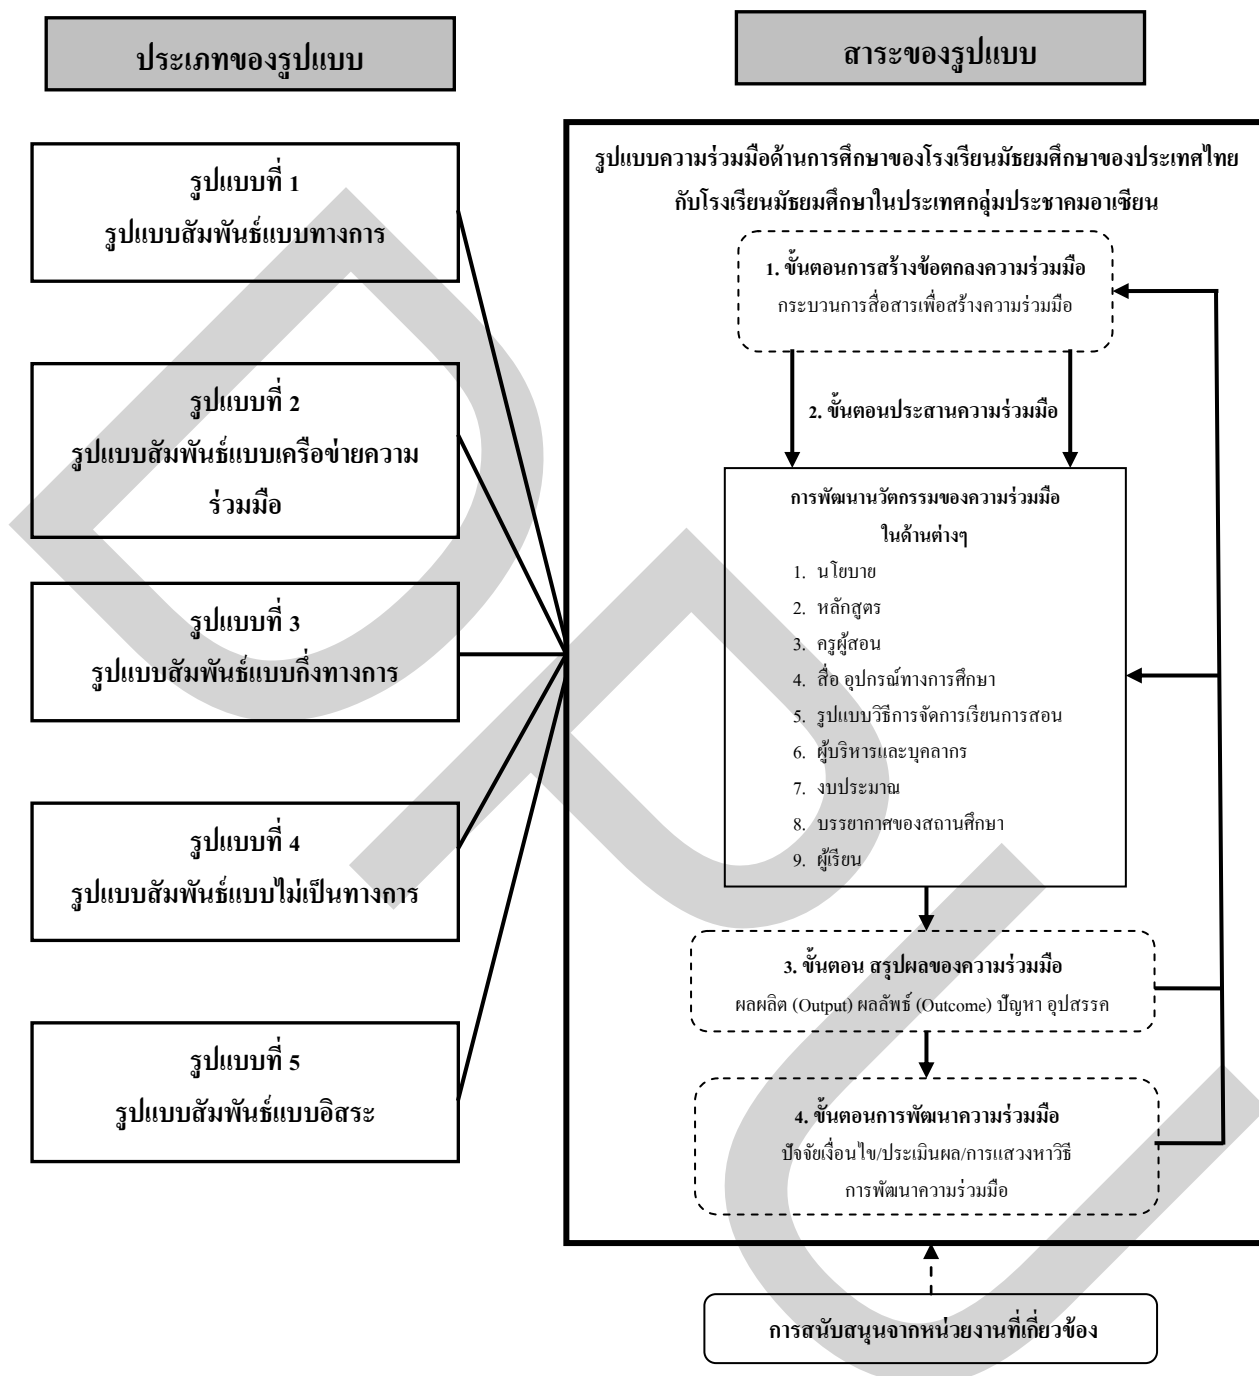 ประเภทของรูปแบบ
สาระของรูปแบบ
รูปแบบที่ 1
รูปแบบสัมพันธ์แบบทางการ
รูปแบบที่ 2
รูปแบบสัมพันธ์แบบเครือข่ายความ
ร่วมมือ
รูปแบบที่ 3
รูปแบบสัมพันธ์แบบกึ่งทางการ
รูปแบบที่ 4
รูปแบบสัมพันธ์แบบไม่เป็นทางการ
รูปแบบที่ 5
รูปแบบสัมพันธ์แบบอิสระ
รูปแบบความร่วมมือด้านการศึกษาของโรงเรียนมัธยมศึกษาของประเทศไทย
กับโรงเรียนมัธยมศึกษาในประเทศกลุ่มประชาคมอาเซียน
1. ขั้นตอนการสร้างข้อตกลงความร่วมมือ
กระบวนการสื่อสารเพื่อสร้างความร่วมมือ
2. ขั้นตอนประสานความร่วมมือ
การพัฒนานวัตกรรมของความร่วมมือ
ในด้านต่างๆ
1. นโยบาย
2. หลักสูตร
3. ครูผู้สอน
4. สื่อ อุปกรณ์ทางการศึกษา
5. รูปแบบวิธีการจัดการเรียนการสอน
6. ผู้บริหารและบุคลากร
7. งบประมาณ
8. บรรยากาศของสถานศึกษา
9. ผู้เรียน
3. ขั้นตอน สรุปผลของความร่วมมือ
ผลผลิต (Output) ผลลัพธ์ (Outcome) ปัญหา อุปสรรค
4. ขั้นตอนการพัฒนาความร่วมมือ
ปัจจัยเงื่อนไข/ประเมินผล/การแสวงหาวิธี
การพัฒนาความร่วมมือ
การสนับสนุนจากหน่วยงานที่เกี่ยวข้อง
DPU